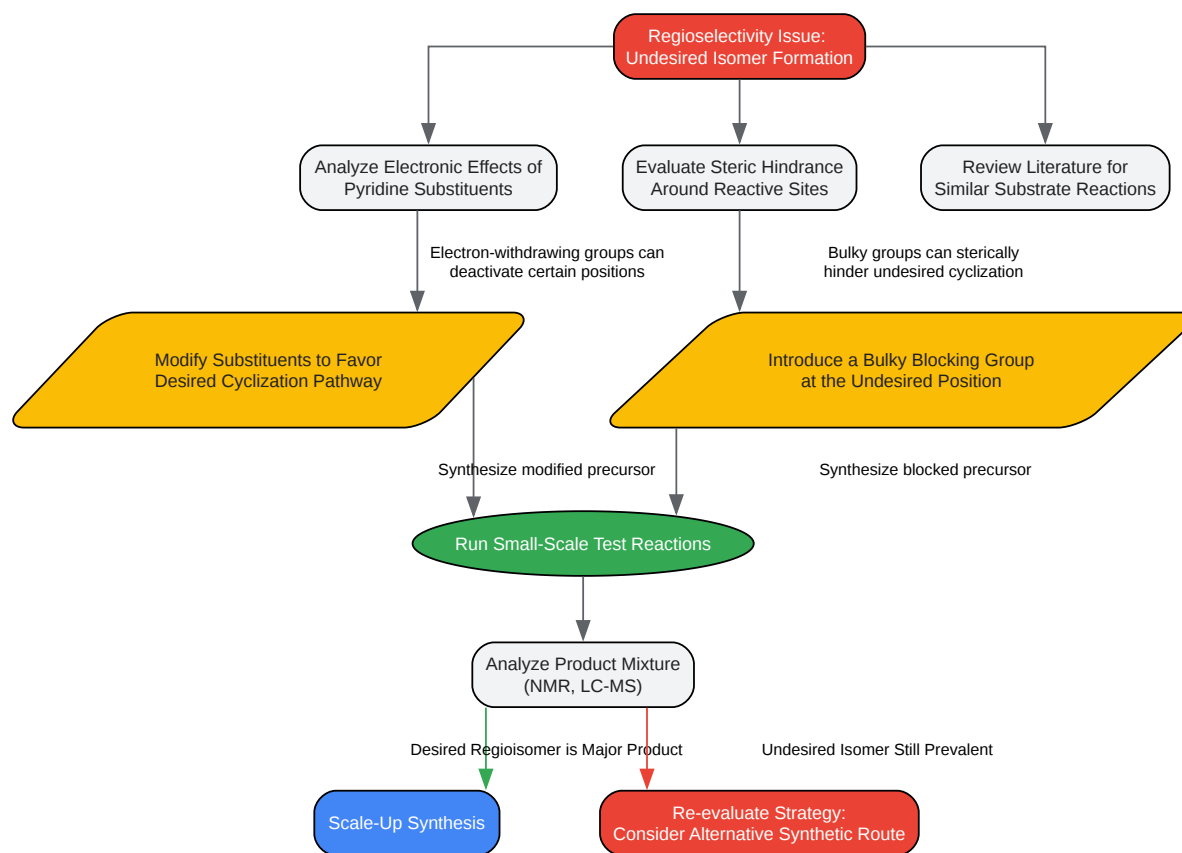 Regioselectivity Issue:
Undesired Isomer Formation
Analyze Electronic Effects of
Pyridine Substituents
Evaluate Steric Hindrance
Around Reactive Sites
Review Literature for
Similar Substrate Reactions
Electron-withdrawing groups can
deactivate certain positions
Bulky groups can sterically
hinder undesired cyclization
Modify Substituents to Favor
Desired Cyclization Pathway
Introduce a Bulky Blocking Group
at the Undesired Position
Synthesize modified precursor
Synthesize blocked precursor
Run Small-Scale Test Reactions
Analyze Product Mixture
(NMR, LC-MS)
Desired Regioisomer is Major Product
Undesired Isomer Still Prevalent
Scale-Up Synthesis
Re-evaluate Strategy:
Consider Alternative Synthetic Route